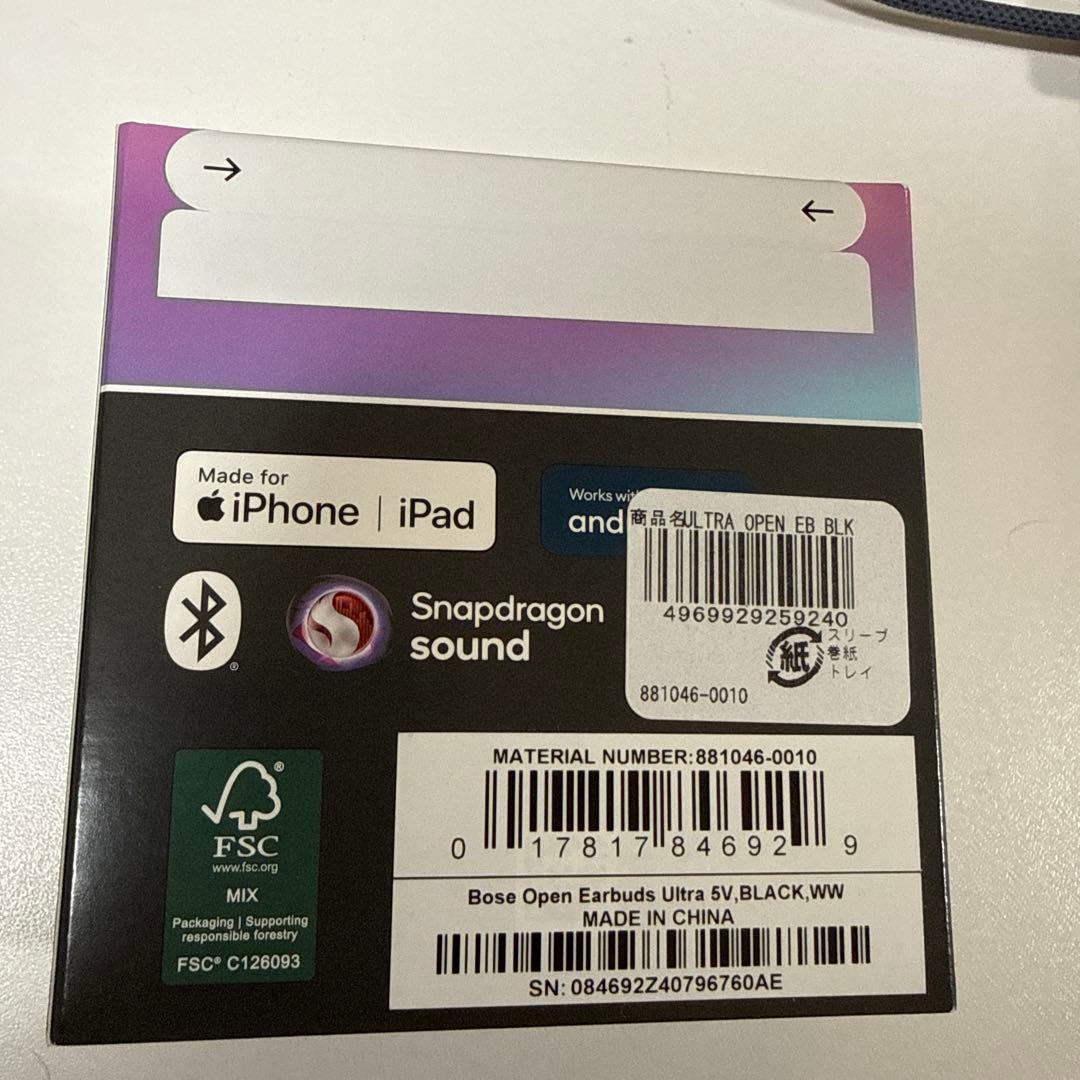 →
←
Made for
iPhone | iPad
Works with
and
商品名ULTRA OPEN EB BLK
4969929259240
紙
スリーブ
巻紙
トレイ
881046-0010
Snapdragon
sound
MATERIAL NUMBER:881046-0010
0 17817 84692 9
Bose Open Earbuds Ultra 5V,BLACK,WW
MADE IN CHINA
SN: 084692Z40796760AE
FSC
www.fsc.org
MIX
Packaging | Supporting
responsible forestry
FSC® C126093